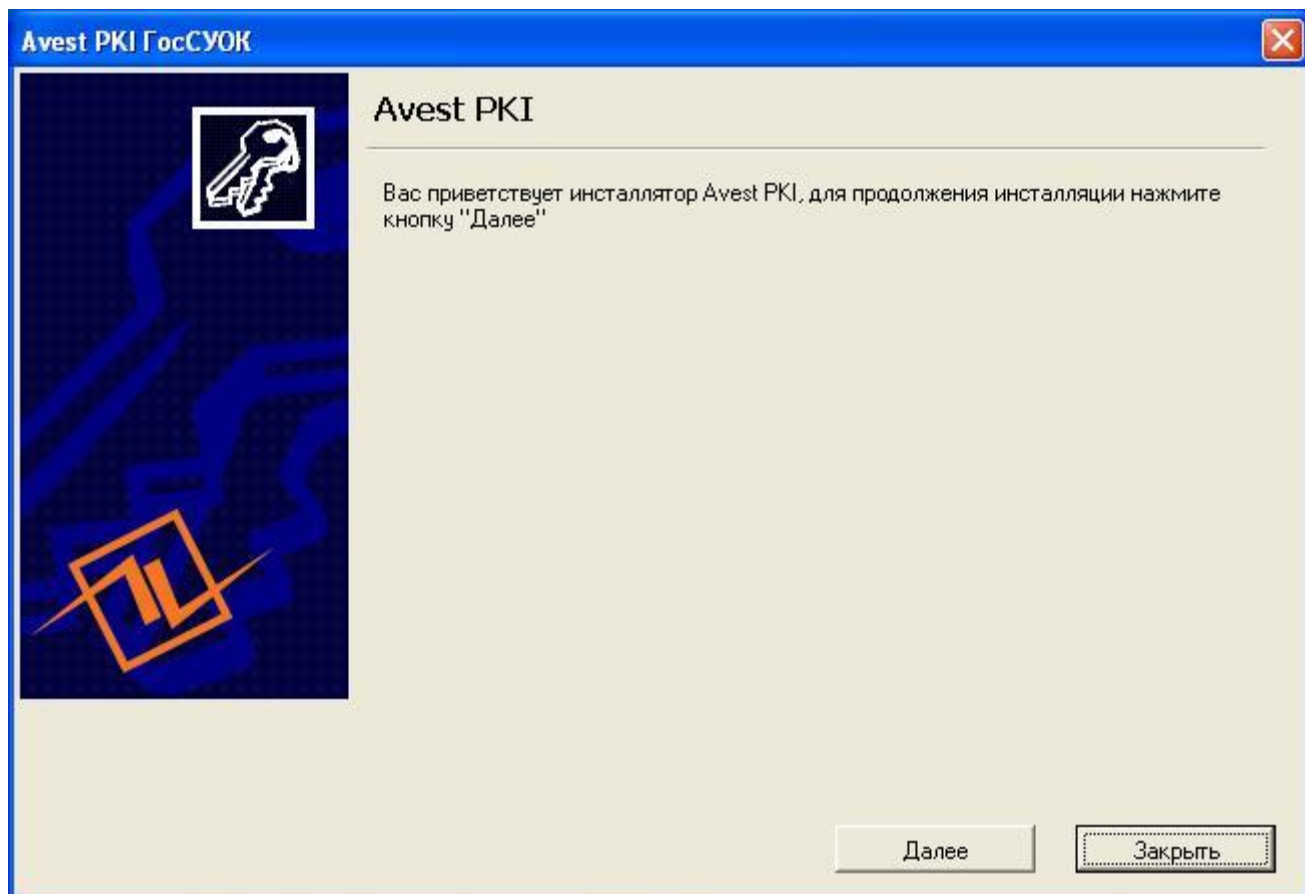 Avest PKI ГосСУОК
Avest PKI
Вас приветствует инсталлятор Avest PKI, для продолжения инсталляции нажмите
кнопку "Далее"
Далее
Закрыть